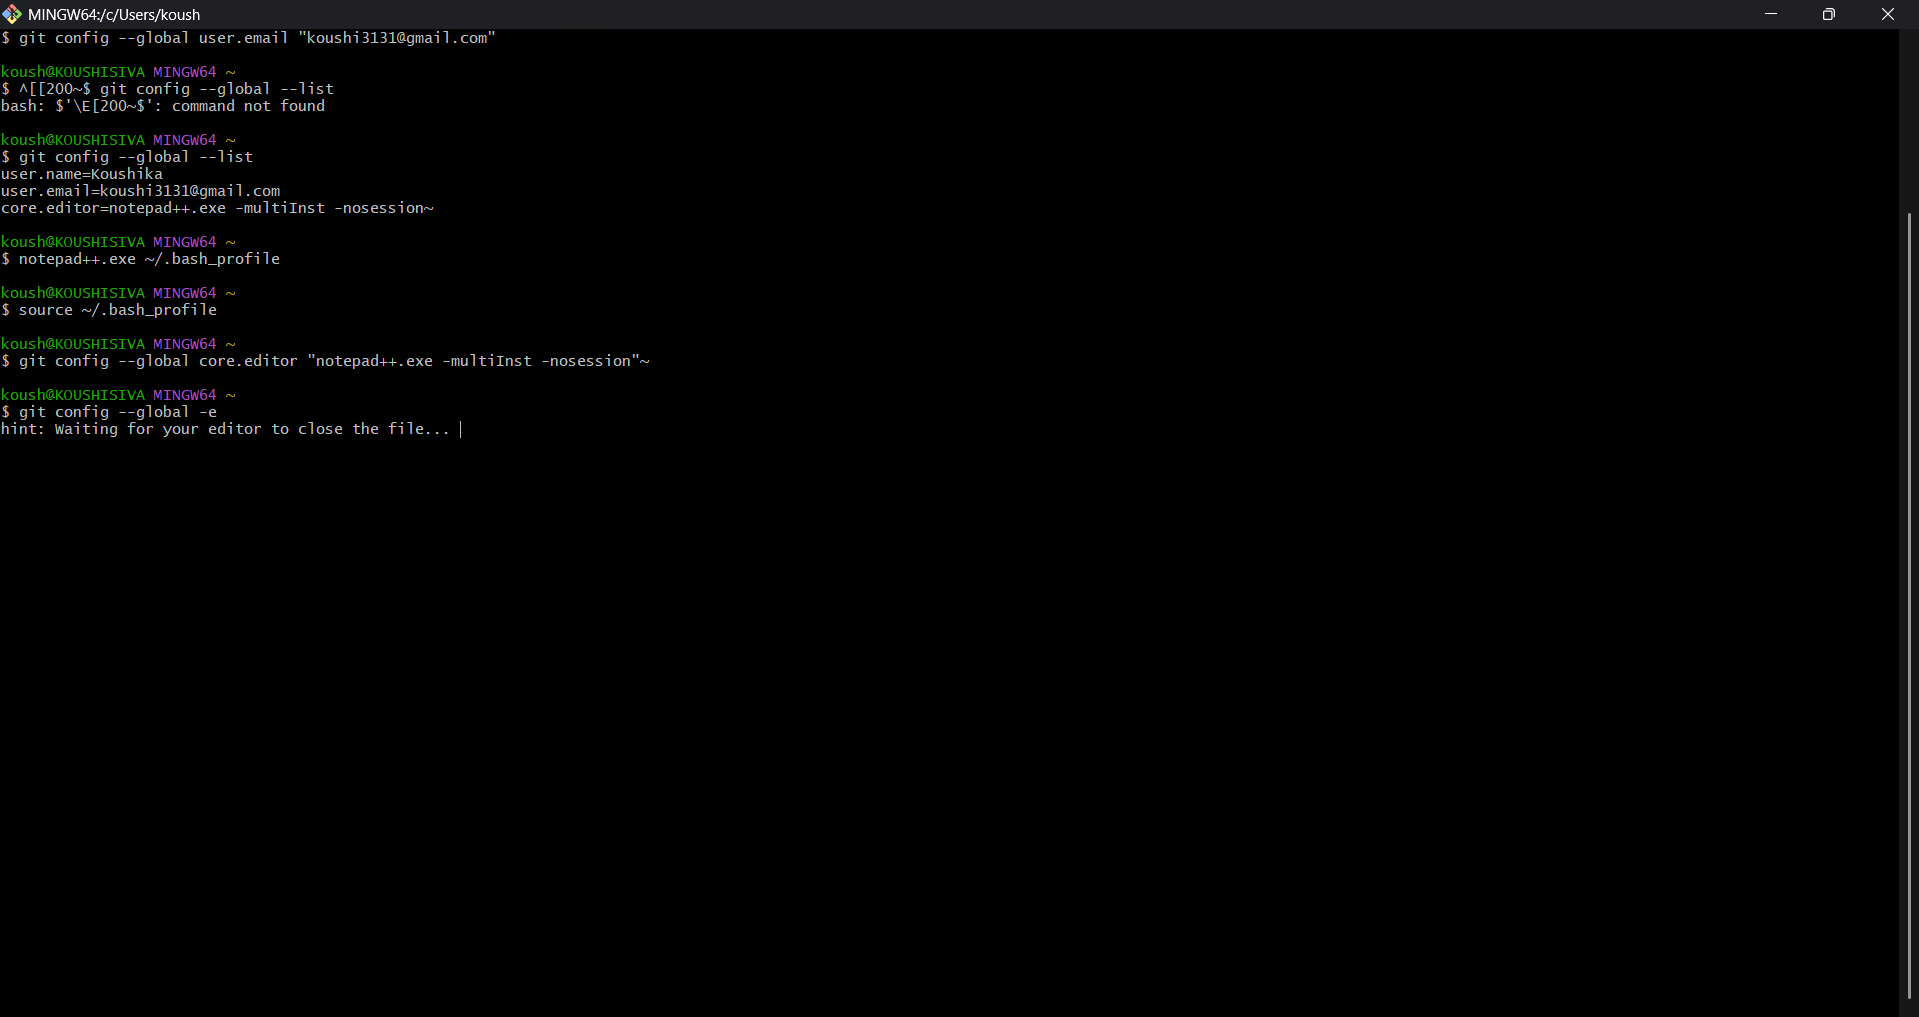 MINGW64:/c/Users/koush
$ git config --global user.email "koushi3131@gmail.com"
koush@KOUSHISIVA MINGW64 ~
$ ^[[200~$ git config --global --list
bash: $'\E[200~$': command not found
koush@KOUSHISIVA MINGW64 ~
$ git config --global --list
user.name=Koushika
user.email=koushi3131@gmail.com
core.editor=notepad++.exe -multiInst -nosession~
koush@KOUSHISIVA MINGW64 ~
$ notepad++.exe ~/.bash_profile
koush@KOUSHISIVA MINGW64 ~
$ source ~/.bash_profile
koush@KOUSHISIVA MINGW64 ~
$ git config --global core.editor "notepad++.exe -multiInst -nosession"~
koush@KOUSHISIVA MINGW64 ~
$ git config --global -e
hint: Waiting for your editor to close the file...